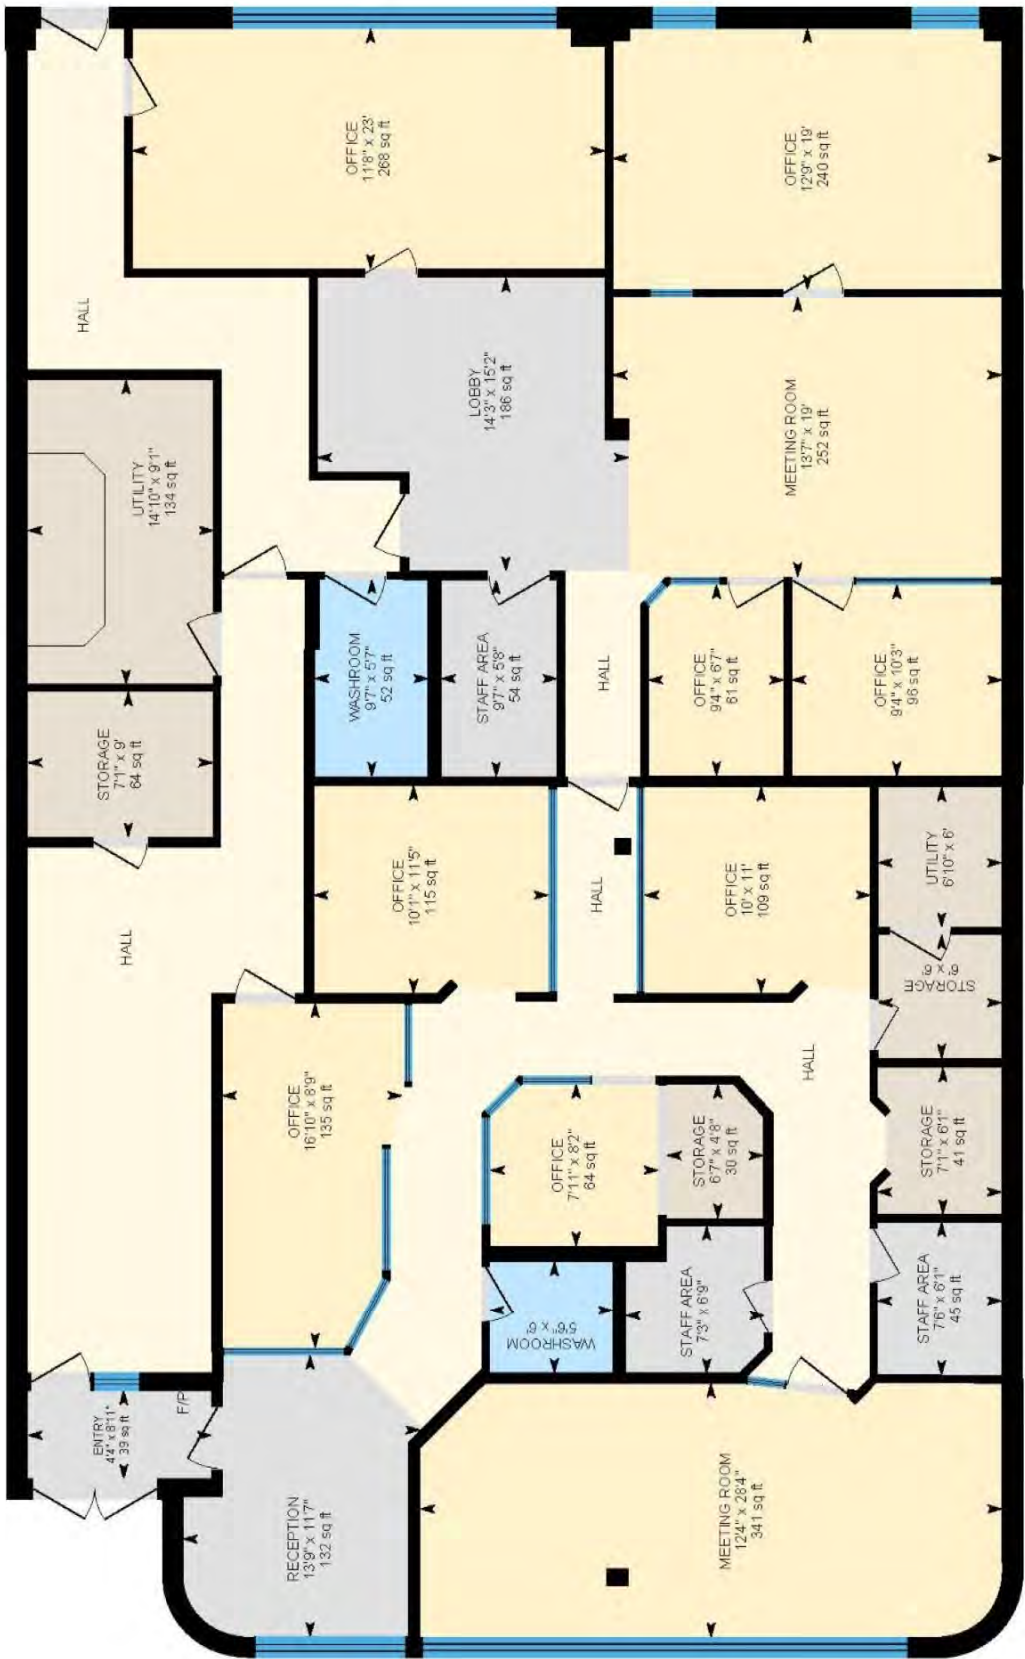 OFFICE
11'8" x 23'
268 sq ft
OFFICE
12'9" x 19'
240 sq ft
HALL
LOBBY
14'3" x 15'2"
186 sq ft
MEETING ROOM
13'7" x 19'
252 sq ft
UTILITY
14'10" x 9'1"
134 sq ft
STORAGE
7'1" x 9'
64 sq ft
WASHROOM
9'7" x 5'7"
52 sq ft
STAFF AREA
9'7" x 5'8"
54 sq ft
HALL
OFFICE
9'4" x 6'7"
61 sq ft
OFFICE
9'4" x 10'3"
96 sq ft
HALL
OFFICE
10'1" x 11'5"
115 sq ft
HALL
OFFICE
10' x 11'
109 sq ft
UTILITY
6'10" x 6'
STORAGE
6' x 6'
OFFICE
16'10" x 8'9"
135 sq ft
HALL
OFFICE
7'11" x 8'2"
64 sq ft
STORAGE
6'7" x 4'8"
30 sq ft
STORAGE
7'1" x 6'1"
41 sq ft
WASHROOM
5'6" x 6'
STAFF AREA
7'3" x 6'9"
STAFF AREA
7'6" x 6'1"
45 sq ft
ENTRY
4'4" x 8'11"
39 sq ft
F/P
RECEPTION
13'9" x 11'7"
132 sq ft
MEETING ROOM
12'4" x 28'4"
341 sq ft